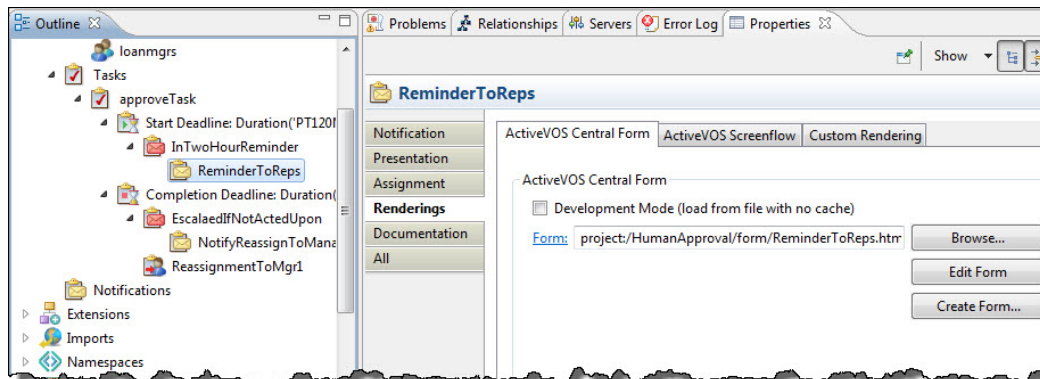 Outline
Problems Relationships Servers Error Log Properties
loanmgrs
Tasks
approveTask
Start Deadline: Duration('PT120M
InTwoHourReminder
ReminderToReps
Completion Deadline: Duration(
EscalaedIfNotActedUpon
NotifyReassignToMana
ReassignmentToMgr1
Notifications
Extensions
Imports
Namespaces
Show
ReminderToReps
Notification
Presentation
Assignment
Renderings
Documentation
All
ActiveVOS Central Form ActiveVOS Screenflow Custom Rendering
ActiveVOS Central Form
Development Mode (load from file with no cache)
Form: project:/HumanApproval/form/ReminderToReps.htm Browse...
Edit Form
Create Form...